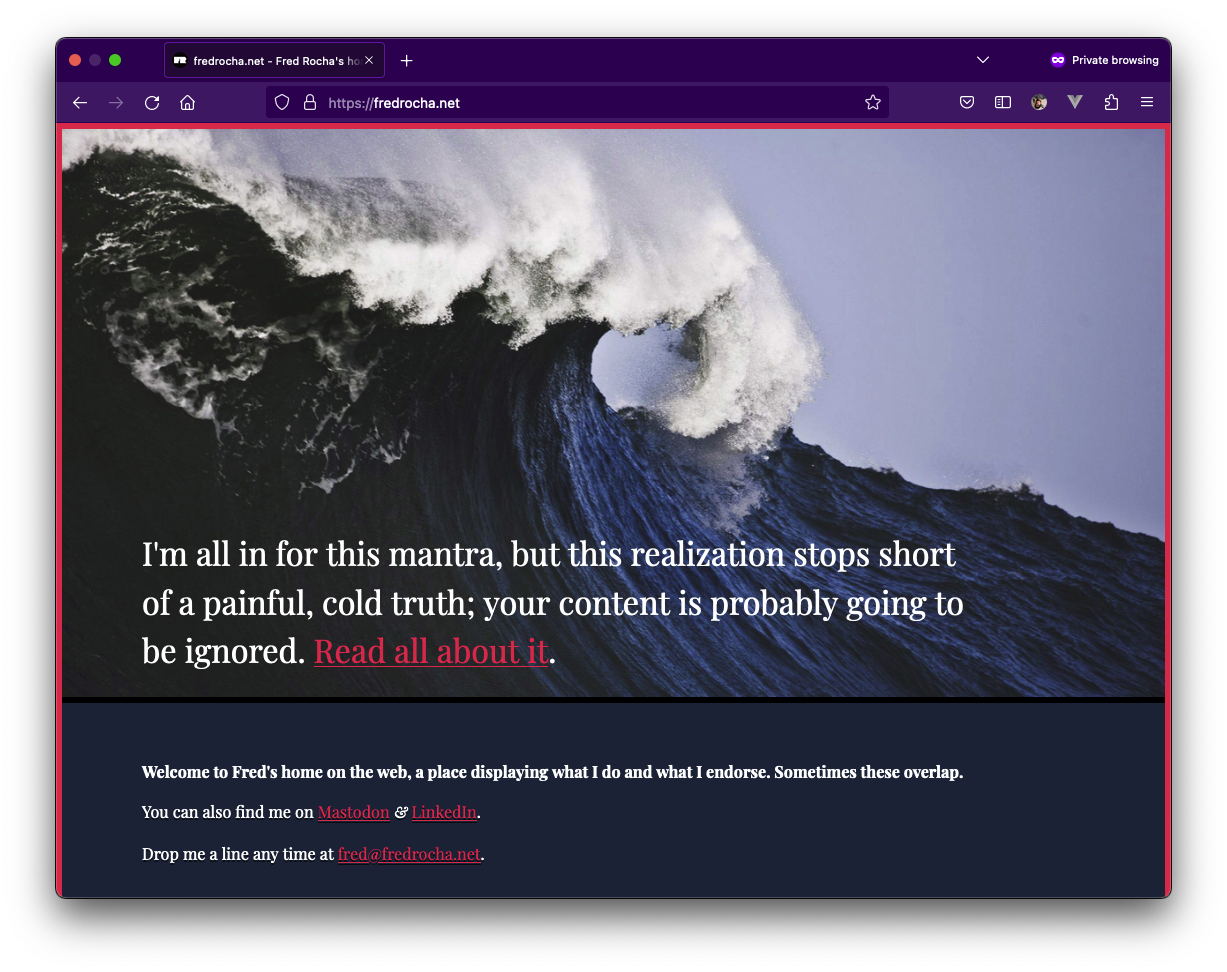 fredrocha.net - Fred Rocha's ho
Private browsing
https://fredrocha.net
I'm all in for this mantra, but this realization stops short
of a painful, cold truth; your content is probably going to
be ignored. Read all about it.
Welcome to Fred's home on the web, a place displaying what I do and what I endorse. Sometimes these overlap.
You can also find me on Mastodon & LinkedIn.
Drop me a line any time at fred@fredrocha.net.